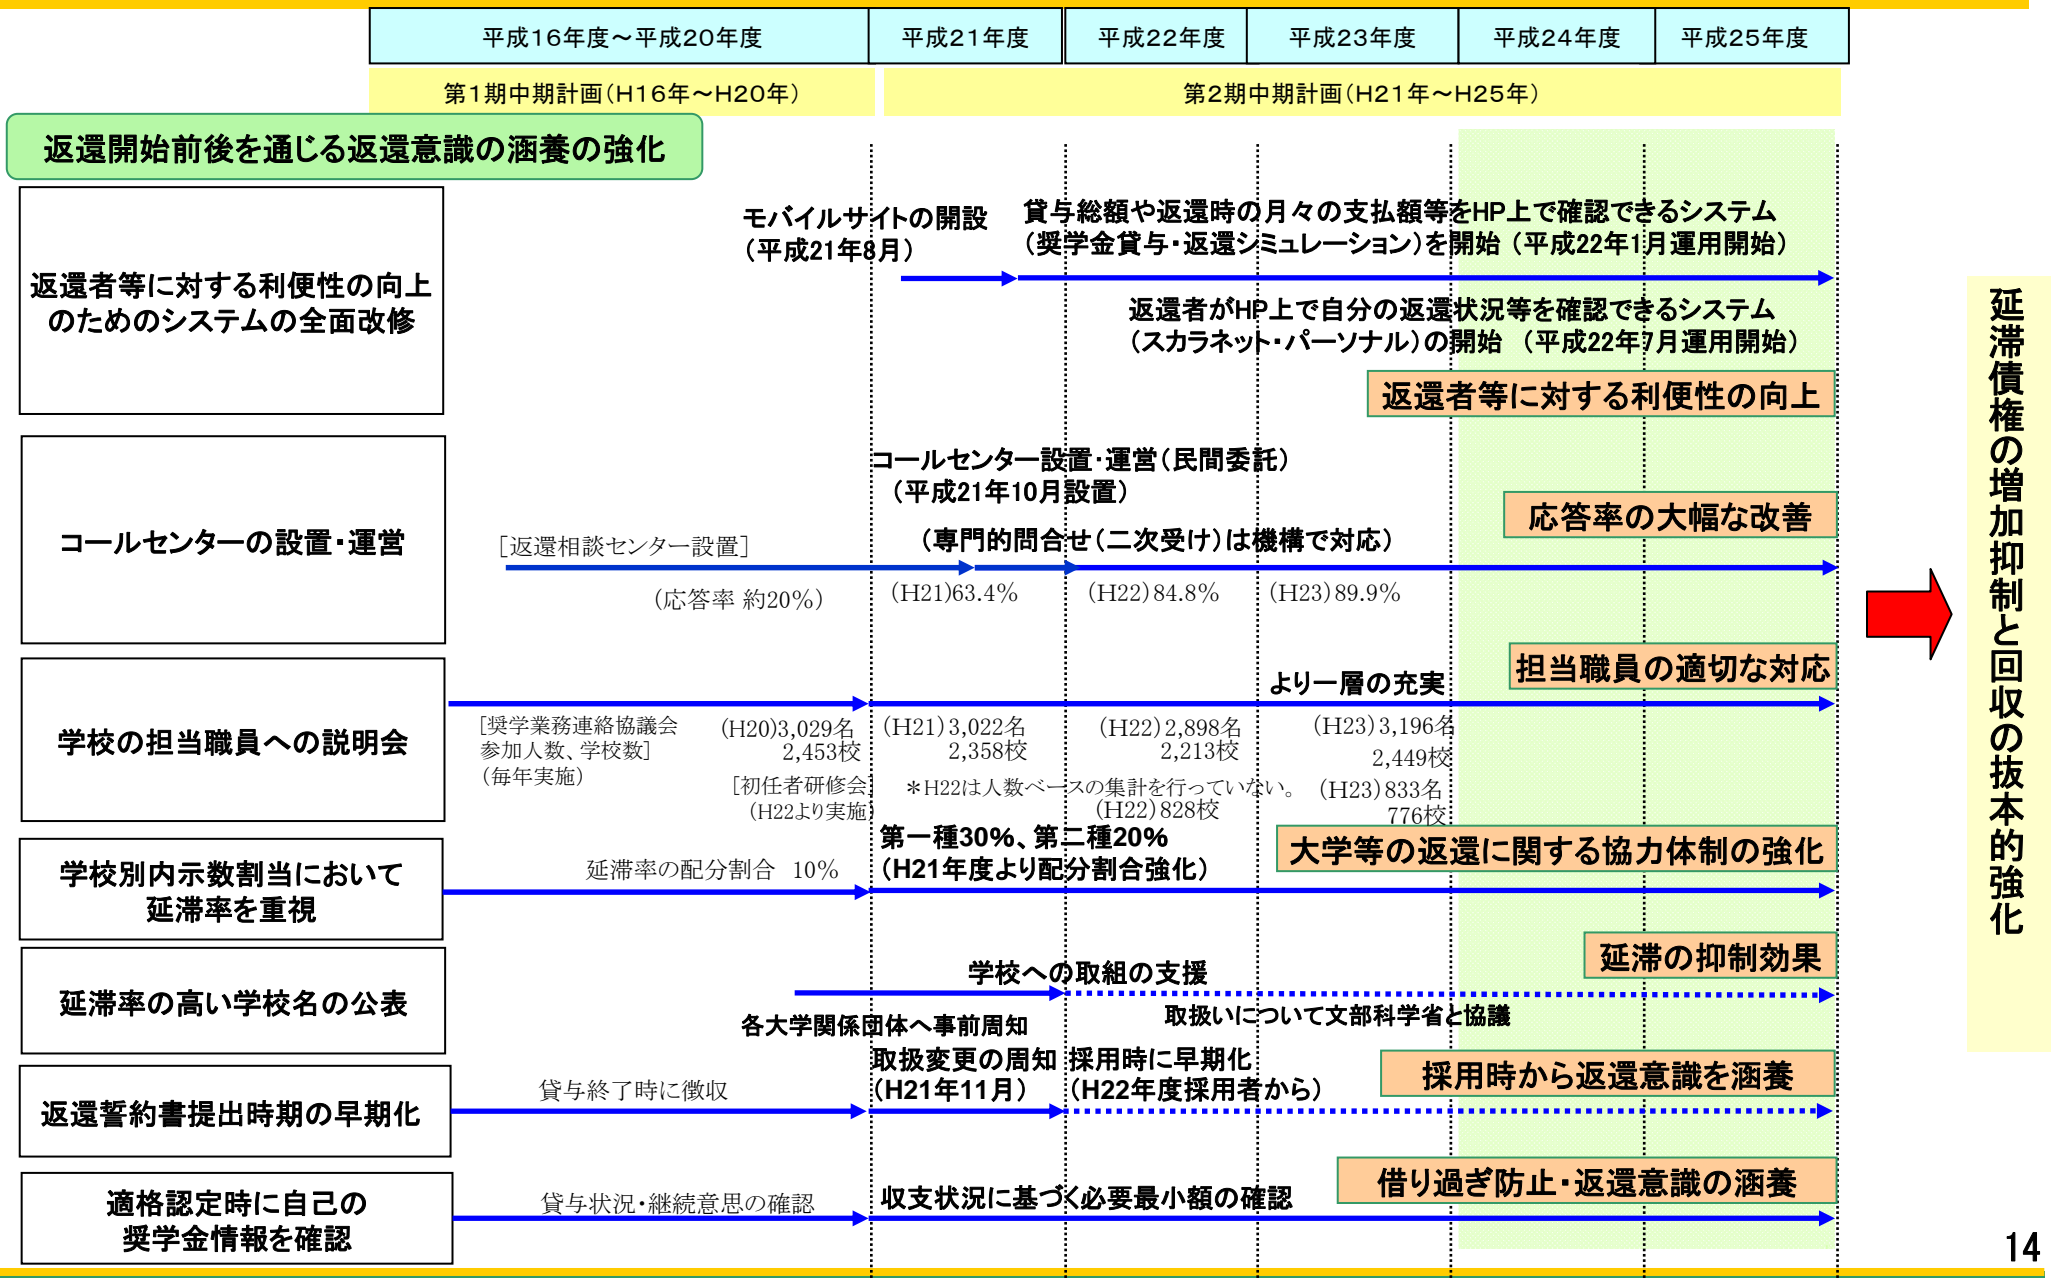 平成16年度～平成20年度
平成21年度
平成22年度
平成23年度
平成24年度
平成25年度
第1期中期計画(H16年～H20年)
第2期中期計画(H21年～H25年)
返還開始前後を通じる返還意識の涵養の強化
返還者等に対する利便性の向上
のためのシステムの全面改修
モバイルサイトの開設
(平成21年8月)
貸与総額や返還時の月々の支払額等をHP上で確認できるシステム
(奨学金貸与・返還シミュレーション)を開始 (平成22年1月運用開始)
返還者がHP上で自分の返還状況等を確認できるシステム
(スカラネット・パーソナル)の開始 (平成22年7月運用開始)
返還者等に対する利便性の向上
コールセンターの設置・運営
コールセンター設置・運営(民間委託)
(平成21年10月設置)
応答率の大幅な改善
[返還相談センター設置]
(専門的問合せ(二次受け)は機構で対応)
(応答率 約20%)
(H21)63.4%
(H22)84.8%
(H23)89.9%
学校の担当職員への説明会
担当職員の適切な対応
より一層の充実
[奨学業務連絡協議会
参加人数、学校数]
(毎年実施)
(H20)3,029名
2,453校
(H21)3,022名
2,358校
(H22)2,898名
2,213校
(H23)3,196名
2,449校
[初任者研修会]
(H22より実施)
＊H22は人数ベースの集計を行っていない。
(H22)828校
(H23)833名
776校
学校別内示数割当において
延滞率を重視
延滞率の配分割合 10%
第一種30%、第二種20%
(H21年度より配分割合強化)
大学等の返還に関する協力体制の強化
延滞率の高い学校名の公表
学校への取組の支援
延滞の抑制効果
各大学関係団体へ事前周知
取扱いについて文部科学省と協議
返還誓約書提出時期の早期化
貸与終了時に徴収
取扱変更の周知
(H21年11月)
採用時に早期化
(H22年度採用者から)
採用時から返還意識を涵養
適格認定時に自己の
奨学金情報を確認
貸与状況・継続意思の確認
収支状況に基づく必要最小額の確認
借り過ぎ防止・返還意識の涵養
延滞債権の増加抑制と回収の抜本的強化
14